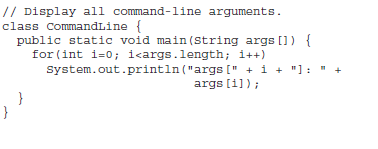 // Display all command-line arguments.
class CommandLine {
  public static void main(String args[]) {
    for(int i=0; i<args.length; i++)
      System.out.println("args[" + i + "]: " +
                          args[i]);
  }
}